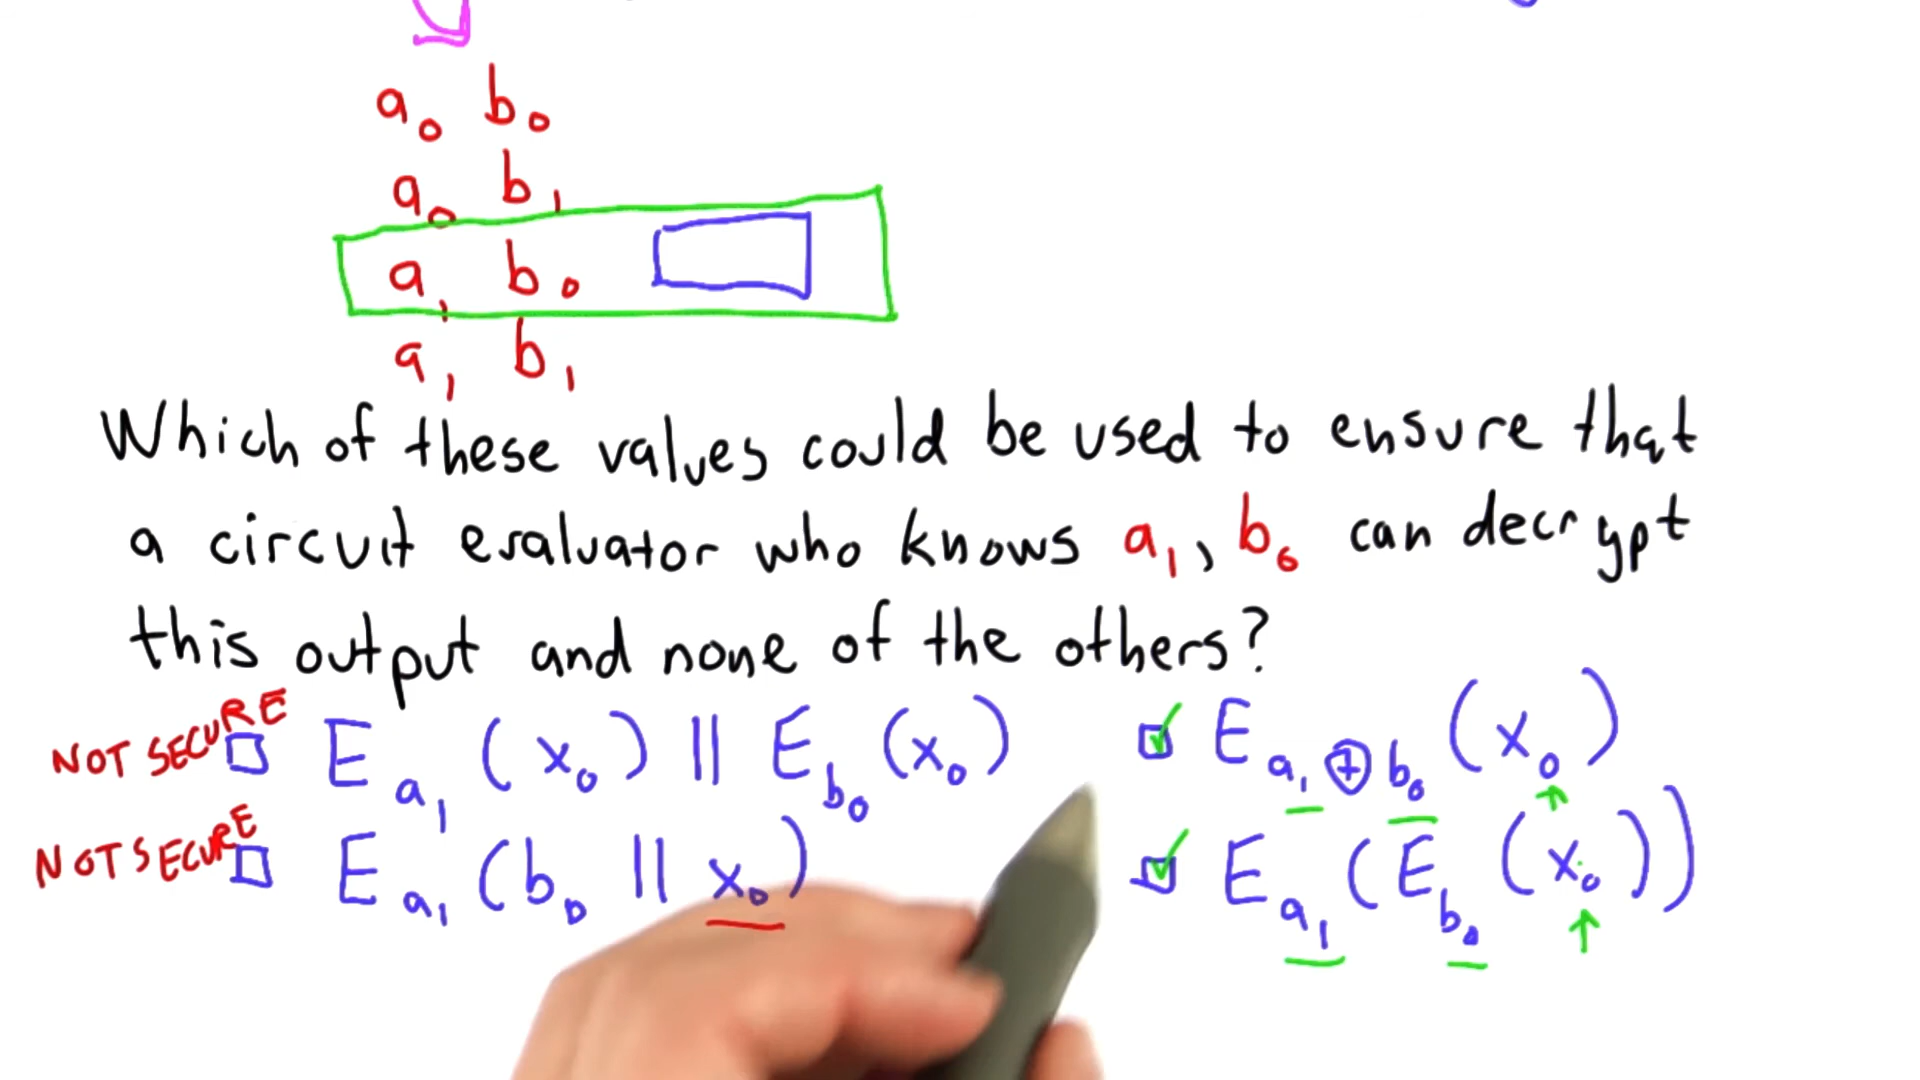 a₀ b₀
a₀ b₁
a₁ b₀
a₁ b₁
Which of these values could be used to ensure that
a circuit evaluator who knows a₁, b₀ can decrypt
this output and none of the others?
NOT SECURE E_a₁(x₀) || E_b₀(x₀)
E_a₁⊕b₀(x₀)
NOT SECURE E_a₁(b₀ || x₀)
E_a₁(E_b₀(x₀))